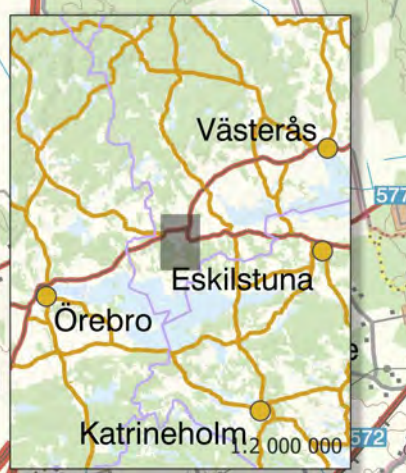 Västerås
577
Eskilstuna
Örebro
e
Katrineholm
1:2 000 000
572